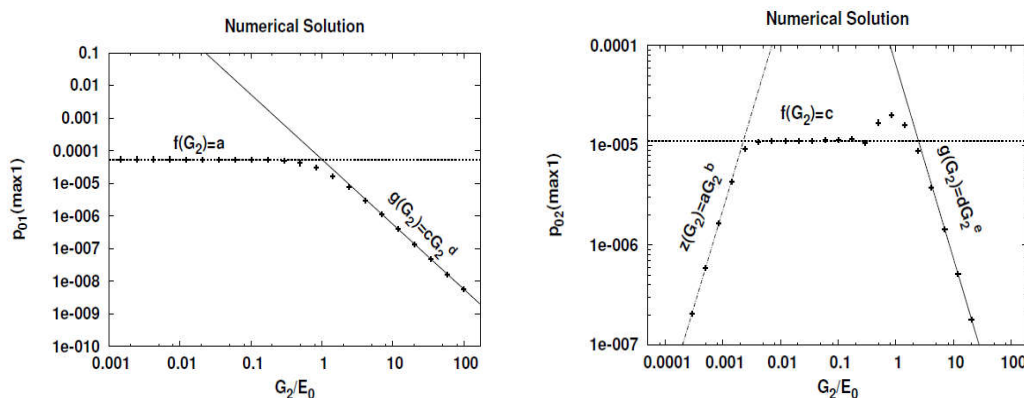 Numerical Solution
0.1
0.01
0.001
0.0001
1e-005
1e-006
1e-007
1e-008
1e-009
1e-010
p01(max1)
f(G2)=a
g(G2)=cG2^d
0.001
0.01
0.1
1
10
100
G2/E0
Numerical Solution
0.0001
1e-005
1e-006
1e-007
p02(max1)
f(G2)=c
z(G2)=aG2^b
g(G2)=dG2^e
0.0001
0.001
0.01
0.1
1
10
100
G2/E0